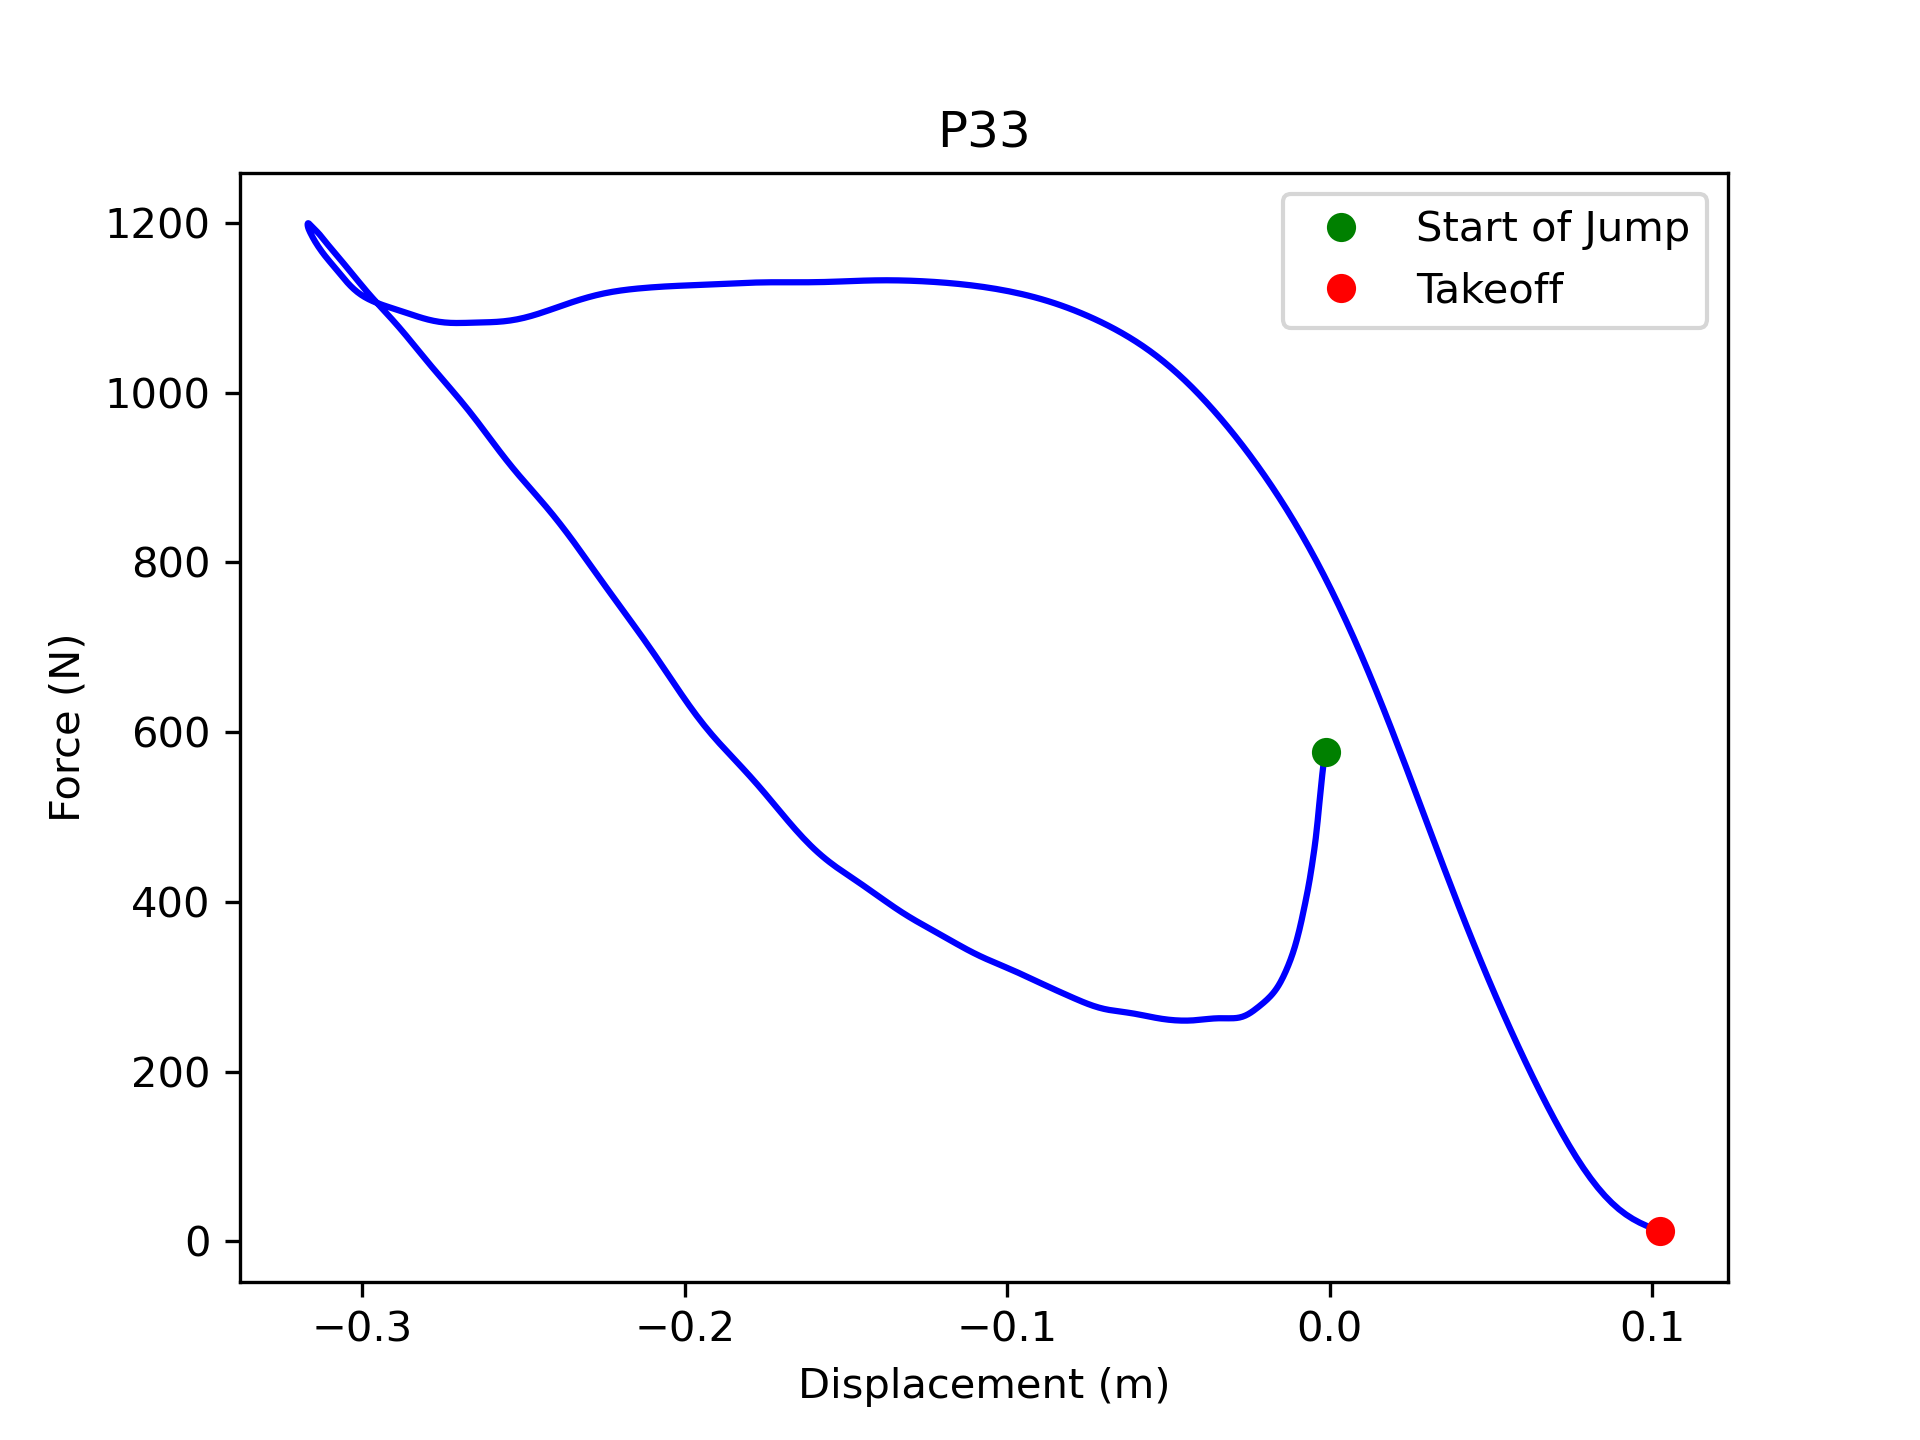 P33
Start of Jump
Takeoff
1200
1000
800
600
400
200
0
Force (N)
−0.3 −0.2 −0.1 0.0 0.1
Displacement (m)